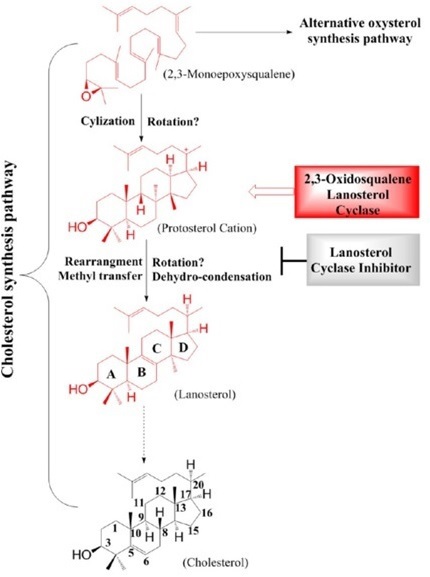 Alternative oxysterol
synthesis pathway
(2,3-Monoepoxysqualene)
O
Cylization
Rotation?
H
H
H
H
HO
H
(Protosterol Cation)
2,3-Oxidosqualene
Lanosterol
Cyclase
Rearrangment
Methyl transfer
Rotation?
Dehydro-condensation
Lanosterol
Cyclase Inhibitor
Cholesterol synthesis pathway
H
H
C
D
A
B
HO
H
(Lanosterol)
H
20
17
H
12
11
13
16
1
9
H
10
8
H
15
H
3
HO
5
6
(Cholesterol)